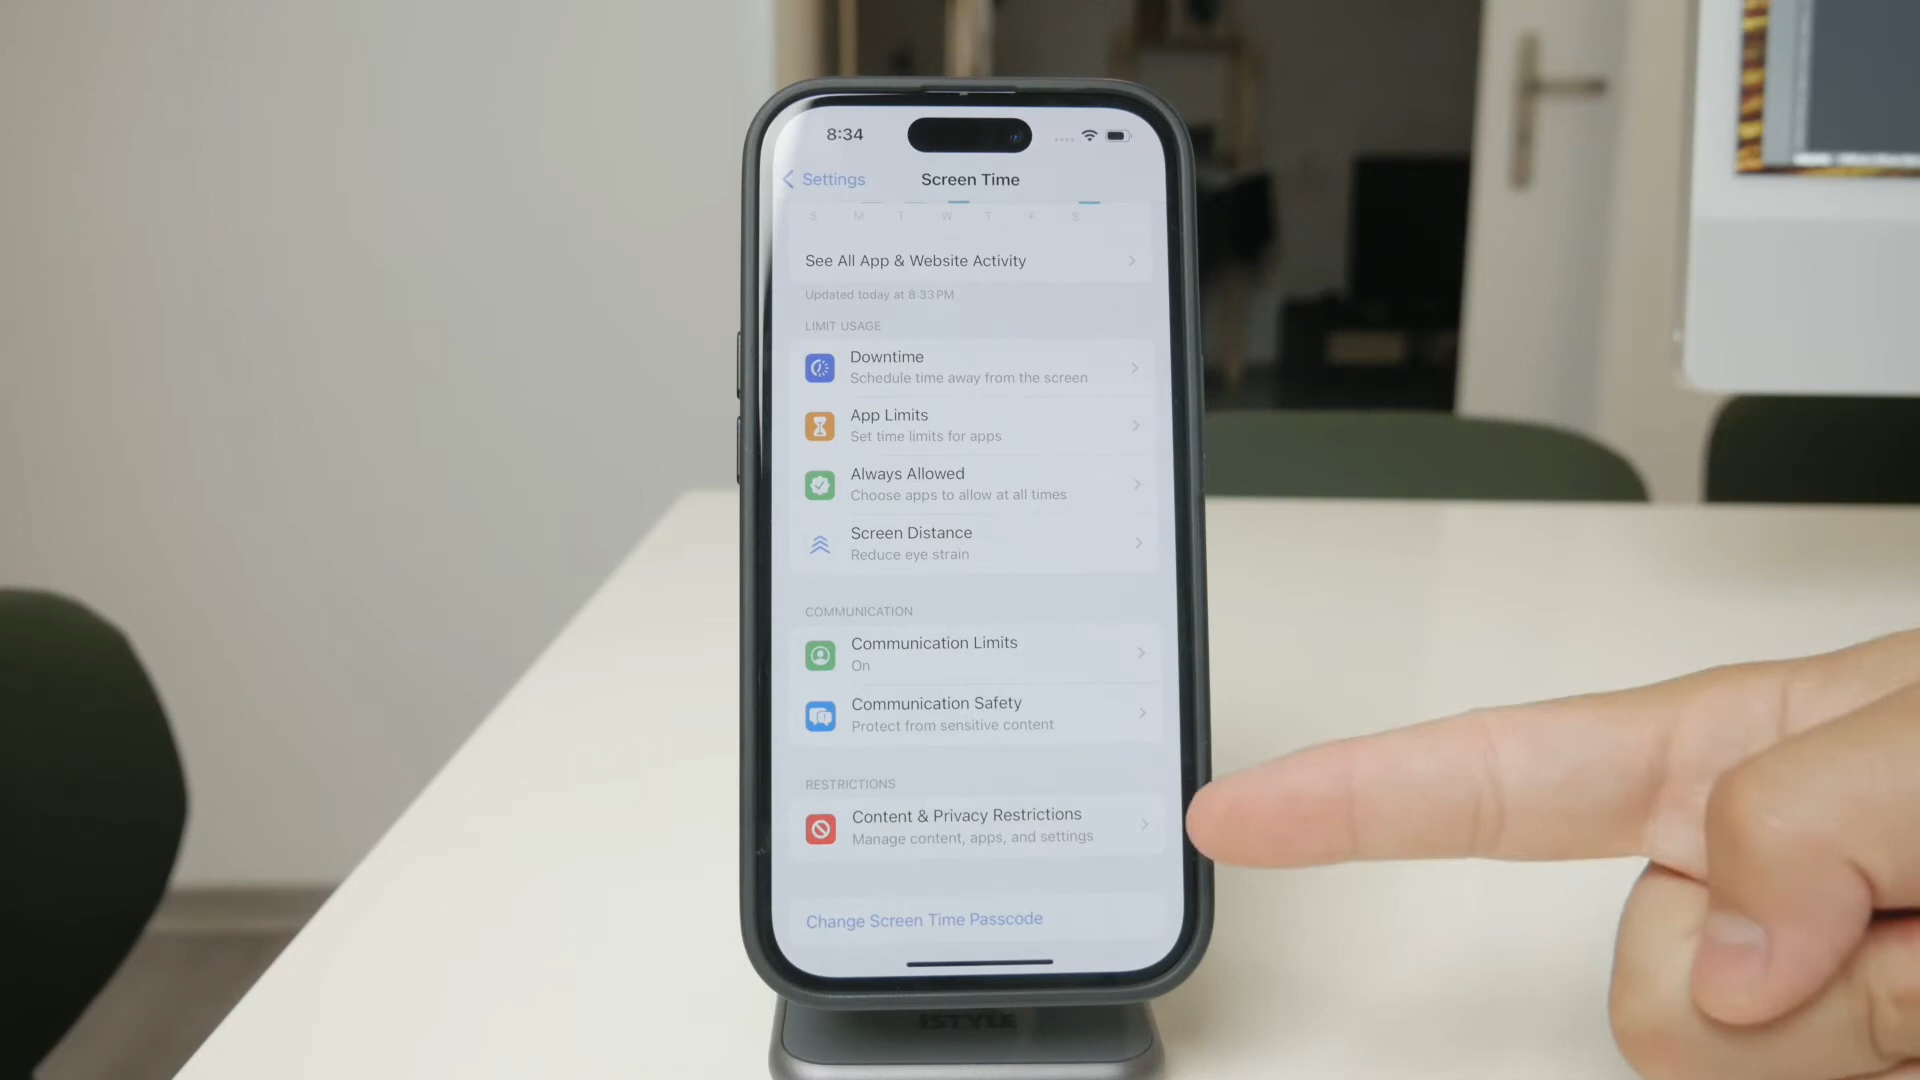 8:34
Settings
Screen Time
S M T W T F S
See All App & Website Activity
Updated today at 8:33 PM
LIMIT USAGE
Downtime
Schedule time away from the screen
App Limits
Set time limits for apps
Always Allowed
Choose apps to allow at all times
Screen Distance
Reduce eye strain
COMMUNICATION
Communication Limits
On
Communication Safety
Protect from sensitive content
RESTRICTIONS
Content & Privacy Restrictions
Manage content, apps, and settings
Change Screen Time Passcode
iSTYLE